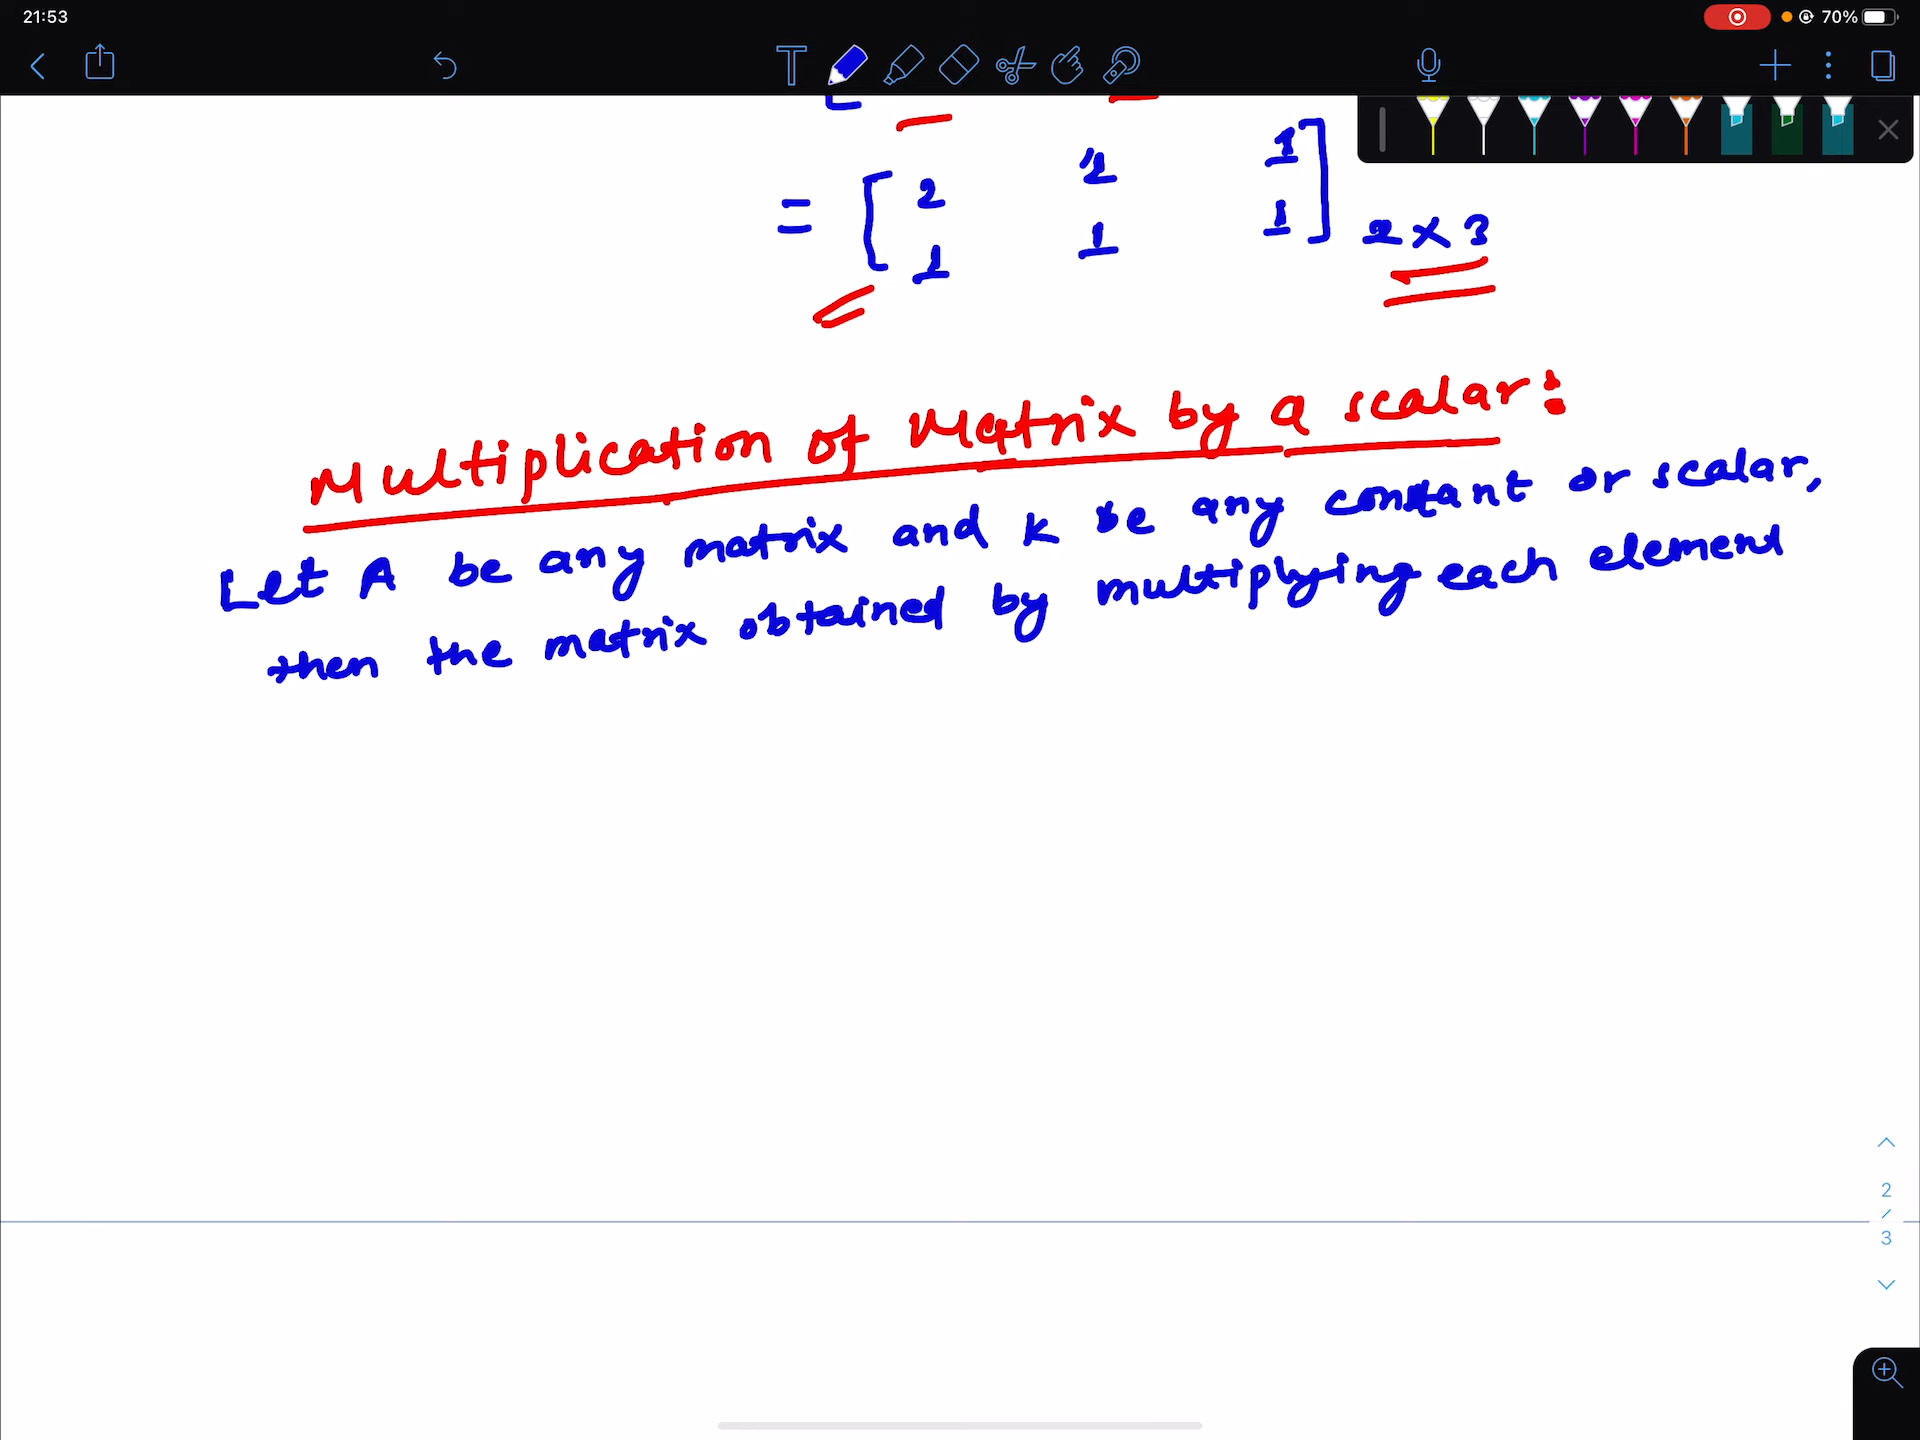 21:53
70%
T
= [ 2 1 1 ]
1 1 1 2 x 3
Multiplication of Matrix by a scalar:
Let A be any matrix and k be any constant or scalar,
then the matrix obtained by multiplying each element
2
/
3